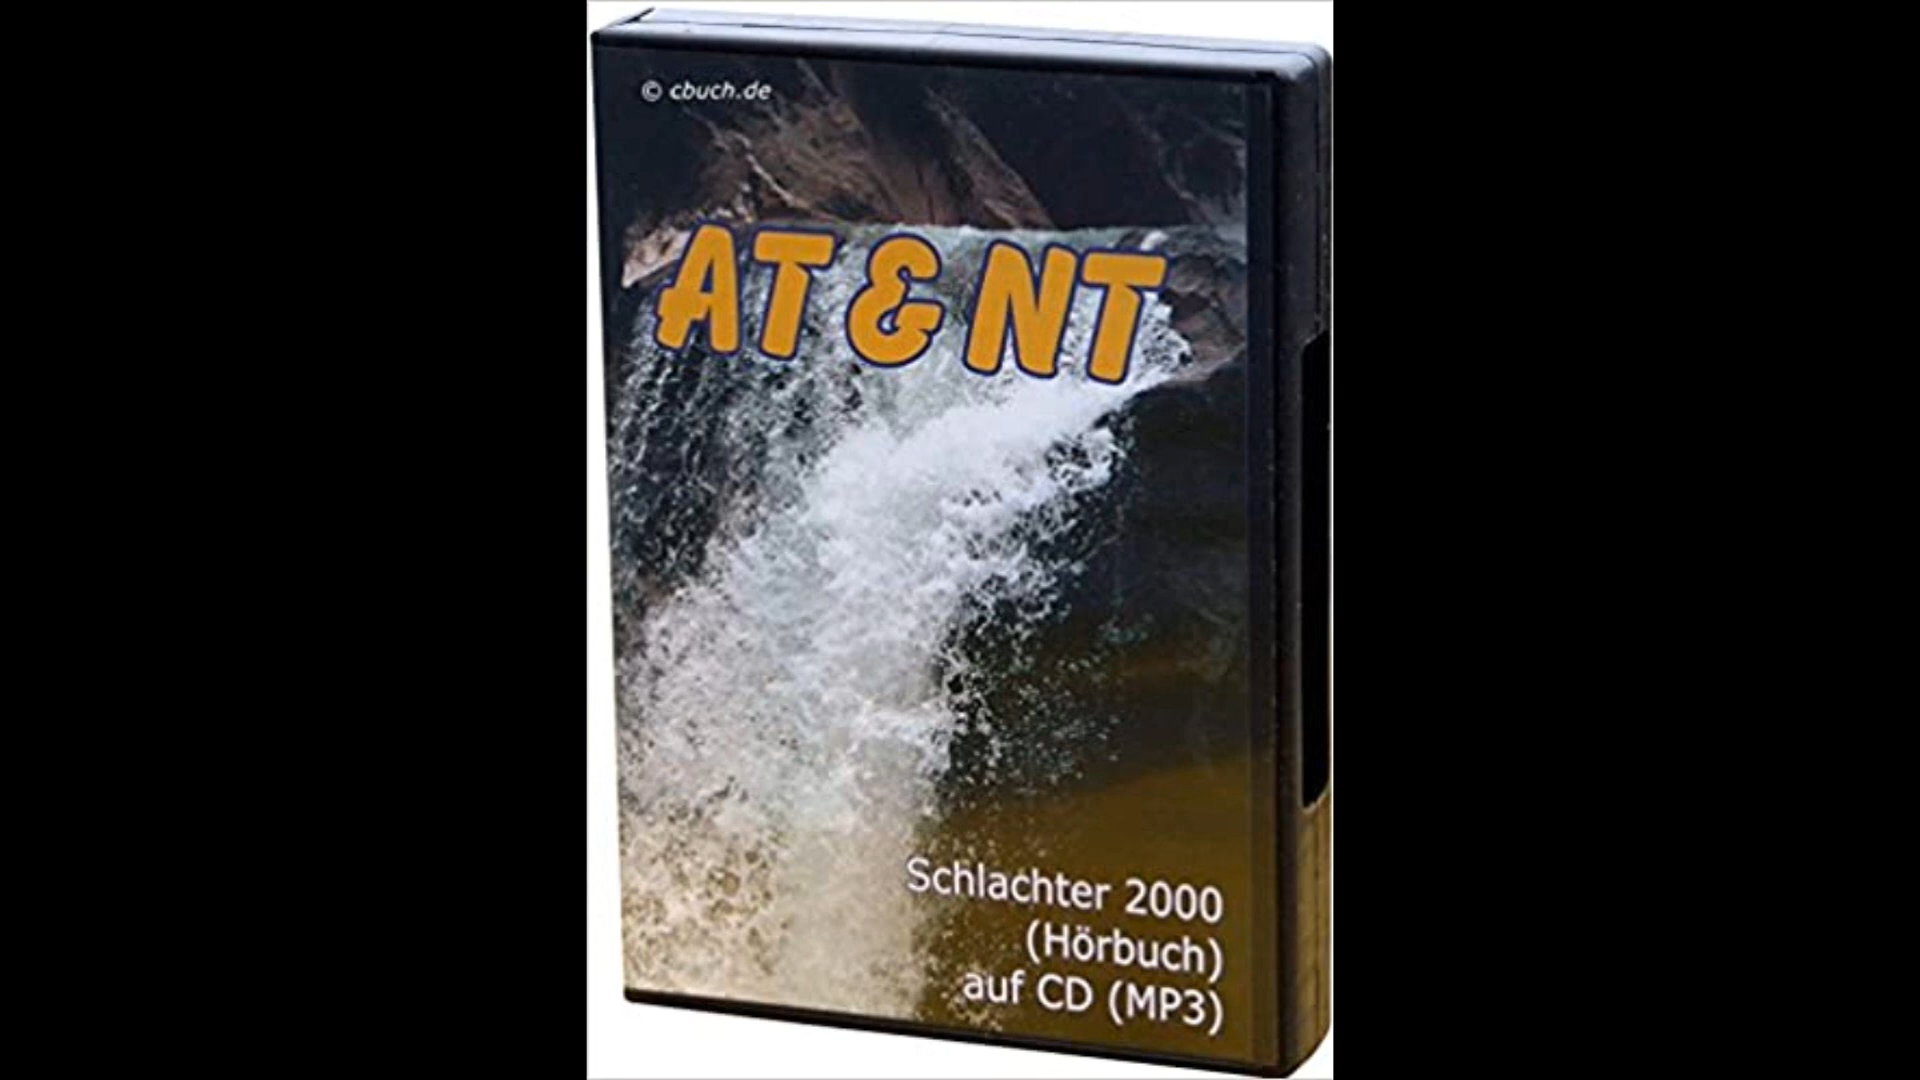 © cbuch.de
AT & NT
Schlachter 2000
(Hörbuch)
auf CD (MP3)